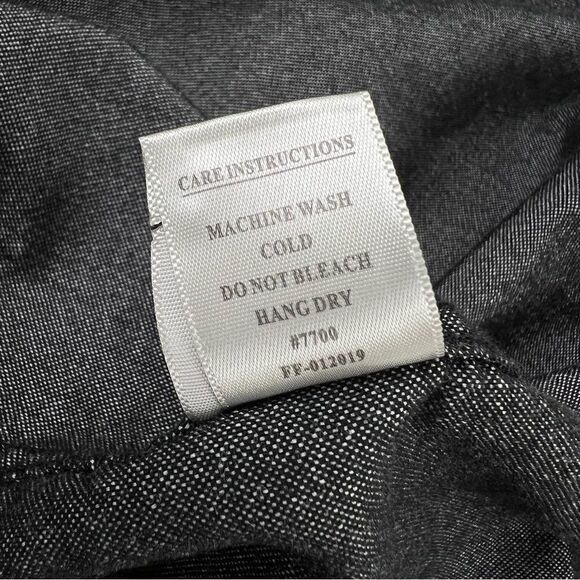 CARE INSTRUCTIONS
MACHINE WASH
COLD
DO NOT BLEACH
HANG DRY
#7700
FF-012019